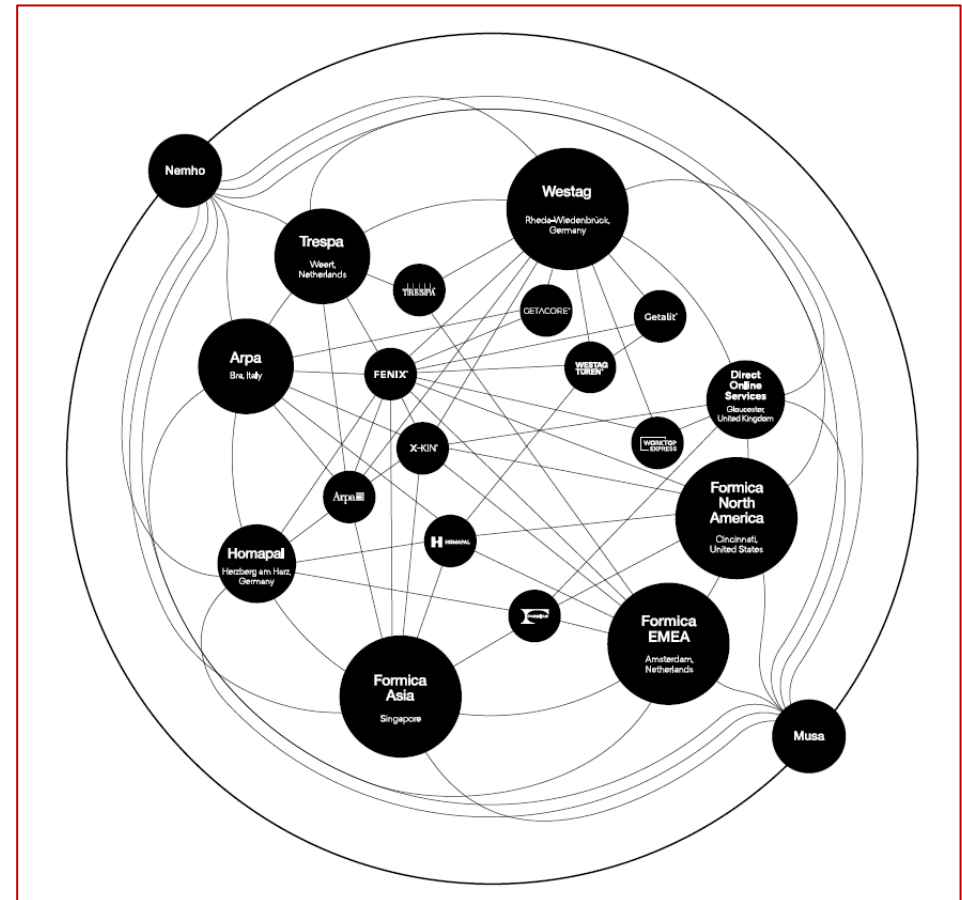 Nemho
Westag
Rheda-Wiedenbrück,
Germany
Trespa
Weert,
Netherlands
TRESPA
GETACORE®
Getalit®
Arpa
Bra, Italy
FENIX®
WESTAG
TÜREN®
Direct
Online
Services
Gloucester,
United Kingdom
X-KIN®
WORKTOP
EXPRESS
Arpa
Formica
North
America
Cincinnati,
United States
H HOMAPAL
Homapal
Herzberg am Harz,
Germany
Formica
Formica
EMEA
Amsterdam,
Netherlands
Formica
Asia
Singapore
Musa